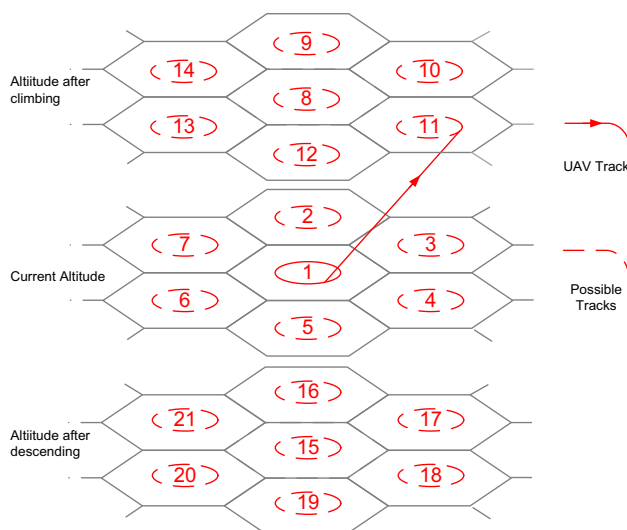 9
14
10
Altiitude after
climbing
8
13
11
UAV Track
12
2
7
3
Current Altitude
1
6
4
Possible
Tracks
5
16
21
17
Altiitude after
descending
15
20
18
19